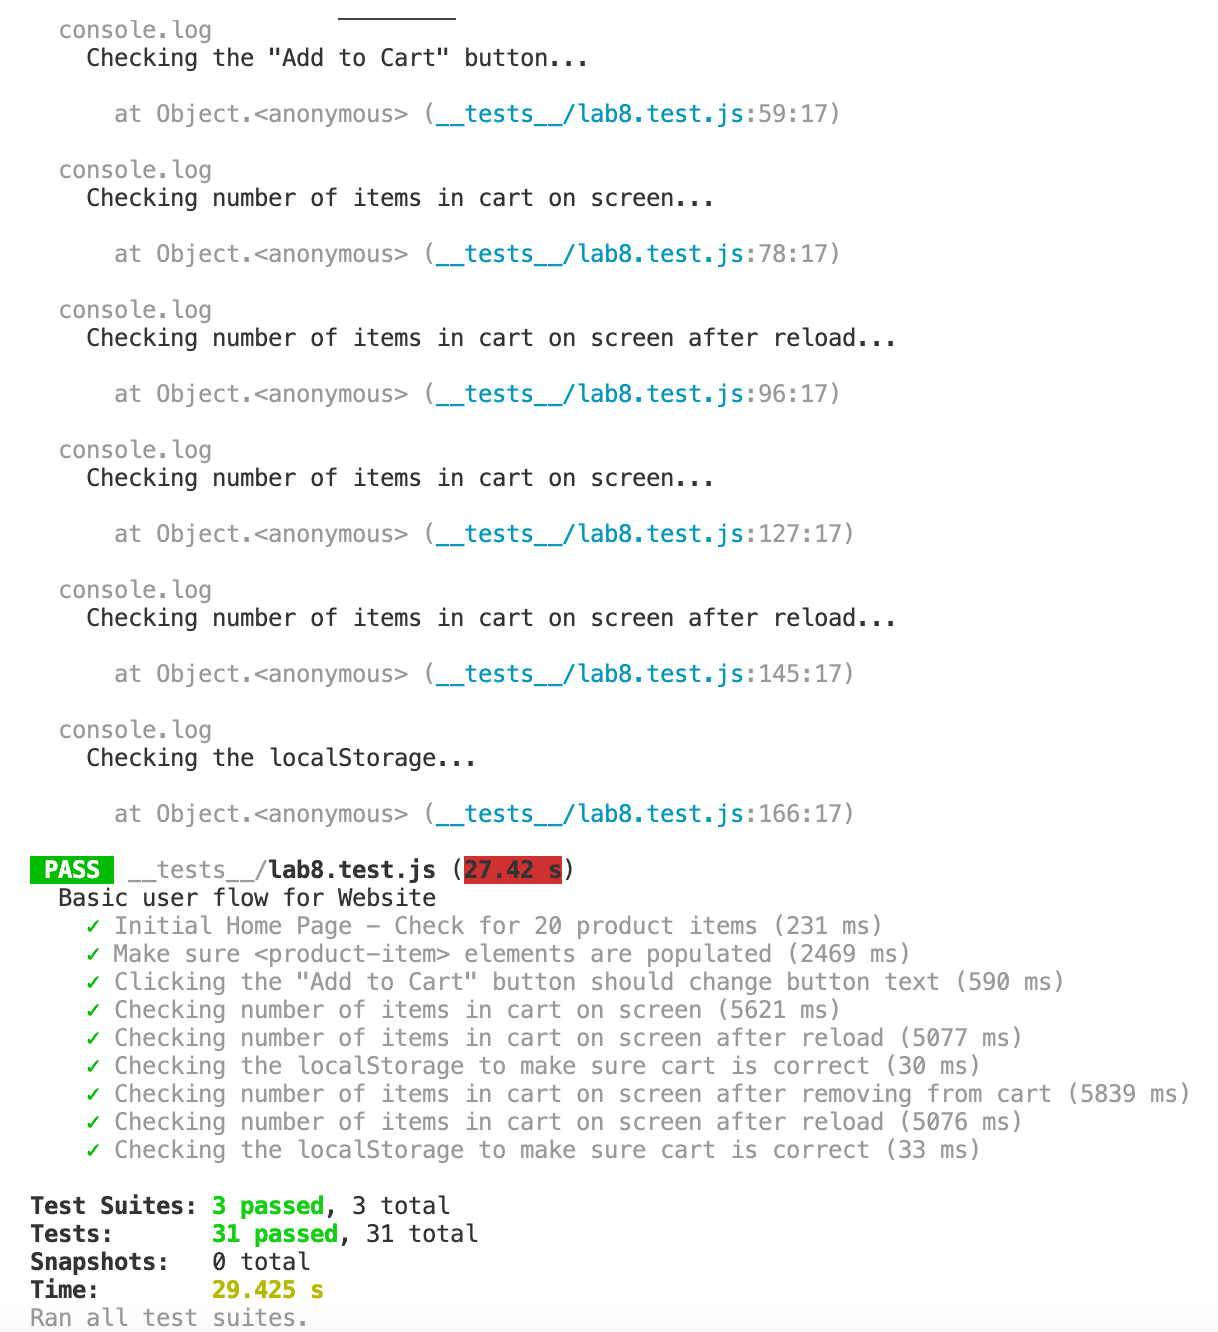 console.log
Checking the "Add to Cart" button...
at Object.<anonymous> (__tests__/lab8.test.js:59:17)
console.log
Checking number of items in cart on screen...
at Object.<anonymous> (__tests__/lab8.test.js:78:17)
console.log
Checking number of items in cart on screen after reload...
at Object.<anonymous> (__tests__/lab8.test.js:96:17)
console.log
Checking number of items in cart on screen...
at Object.<anonymous> (__tests__/lab8.test.js:127:17)
console.log
Checking number of items in cart on screen after reload...
at Object.<anonymous> (__tests__/lab8.test.js:145:17)
console.log
Checking the localStorage...
at Object.<anonymous> (__tests__/lab8.test.js:166:17)
PASS __tests__/lab8.test.js (27.42 s)
Basic user flow for Website
✓ Initial Home Page – Check for 20 product items (231 ms)
✓ Make sure <product-item> elements are populated (2469 ms)
✓ Clicking the "Add to Cart" button should change button text (590 ms)
✓ Checking number of items in cart on screen (5621 ms)
✓ Checking number of items in cart on screen after reload (5077 ms)
✓ Checking the localStorage to make sure cart is correct (30 ms)
✓ Checking number of items in cart on screen after removing from cart (5839 ms)
✓ Checking number of items in cart on screen after reload (5076 ms)
✓ Checking the localStorage to make sure cart is correct (33 ms)
Test Suites: 3 passed, 3 total
Tests: 31 passed, 31 total
Snapshots: 0 total
Time: 29.425 s
Ran all test suites.